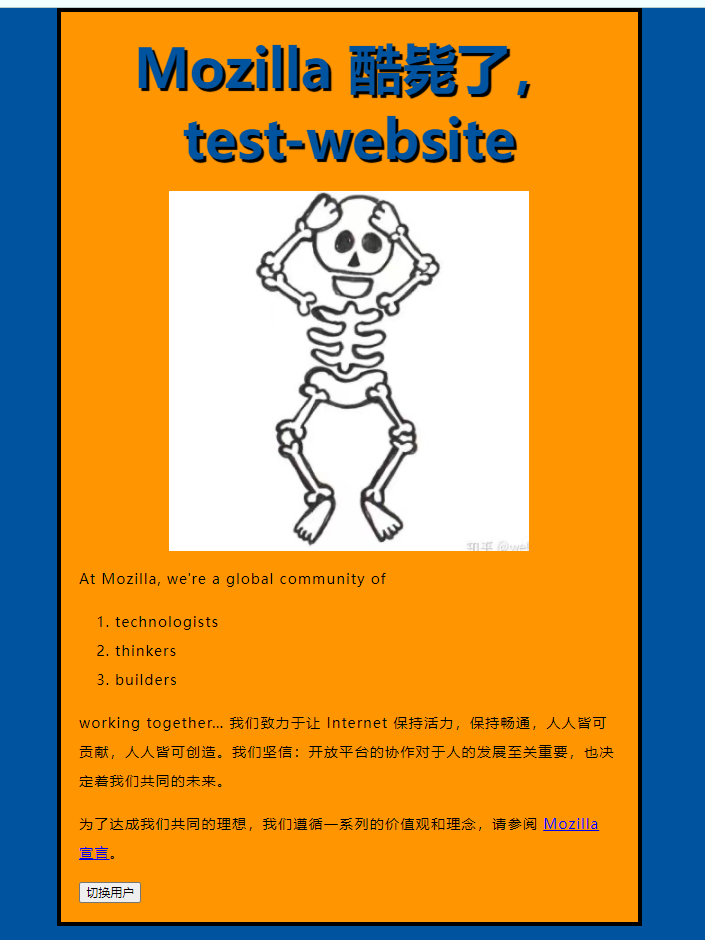 Mozilla 酷毙了，
test-website
知乎 @wel
At Mozilla, we're a global community of
1. technologists
2. thinkers
3. builders
working together... 我们致力于让 Internet 保持活力，保持畅通，人人皆可
贡献，人人皆可创造。我们坚信：开放平台的协作对于人的发展至关重要，也决
定着我们共同的未来。
为了达成我们共同的理想，我们遵循一系列的价值观和理念，请参阅 Mozilla
宣言。
切换用户